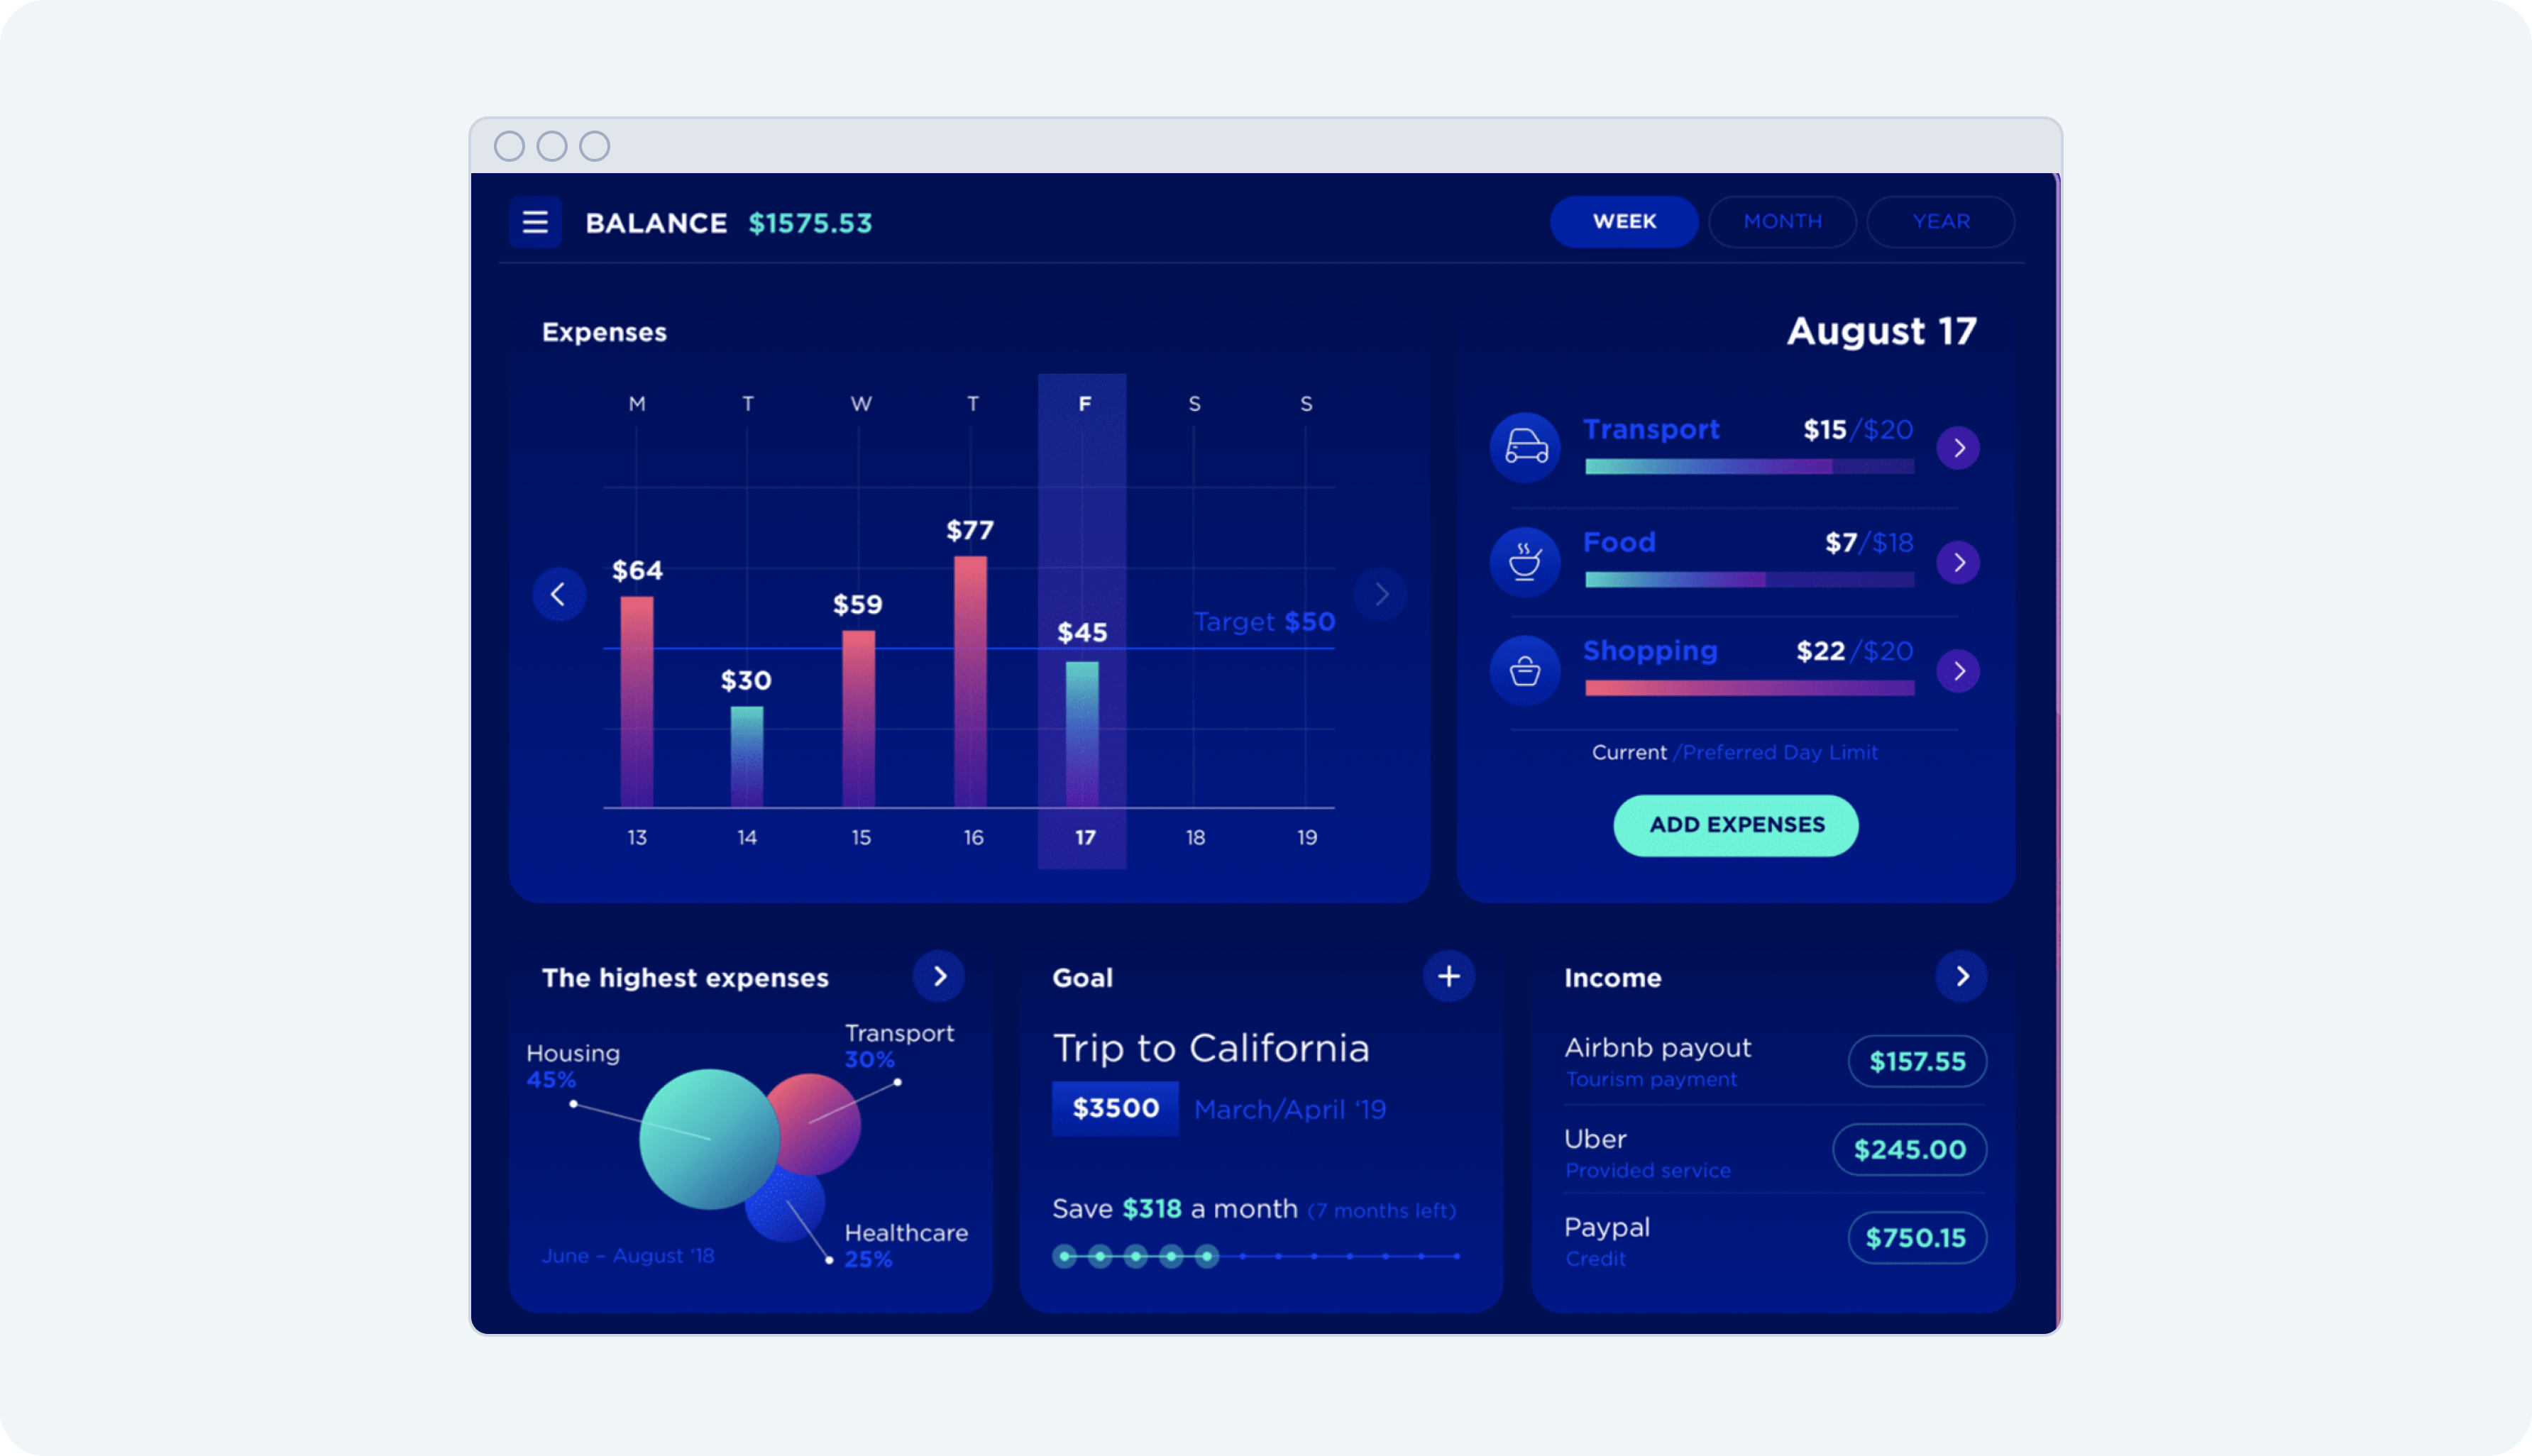 BALANCE $1575.53
WEEK MONTH YEAR
Expenses
M T W T F S S
$64 $30 $59 $77 $45
Target $50
13 14 15 16 17 18 19
August 17
Transport $15/$20
Food $7/$18
Shopping $22/$20
Current /Preferred Day Limit
ADD EXPENSES
The highest expenses
Housing
45%
Transport
30%
Healthcare
25%
June – August ‘18
Goal
Trip to California
$3500 March/April ‘19
Save $318 a month (7 months left)
Income
Airbnb payout $157.55
Tourism payment
Uber $245.00
Provided service
Paypal $750.15
Credit